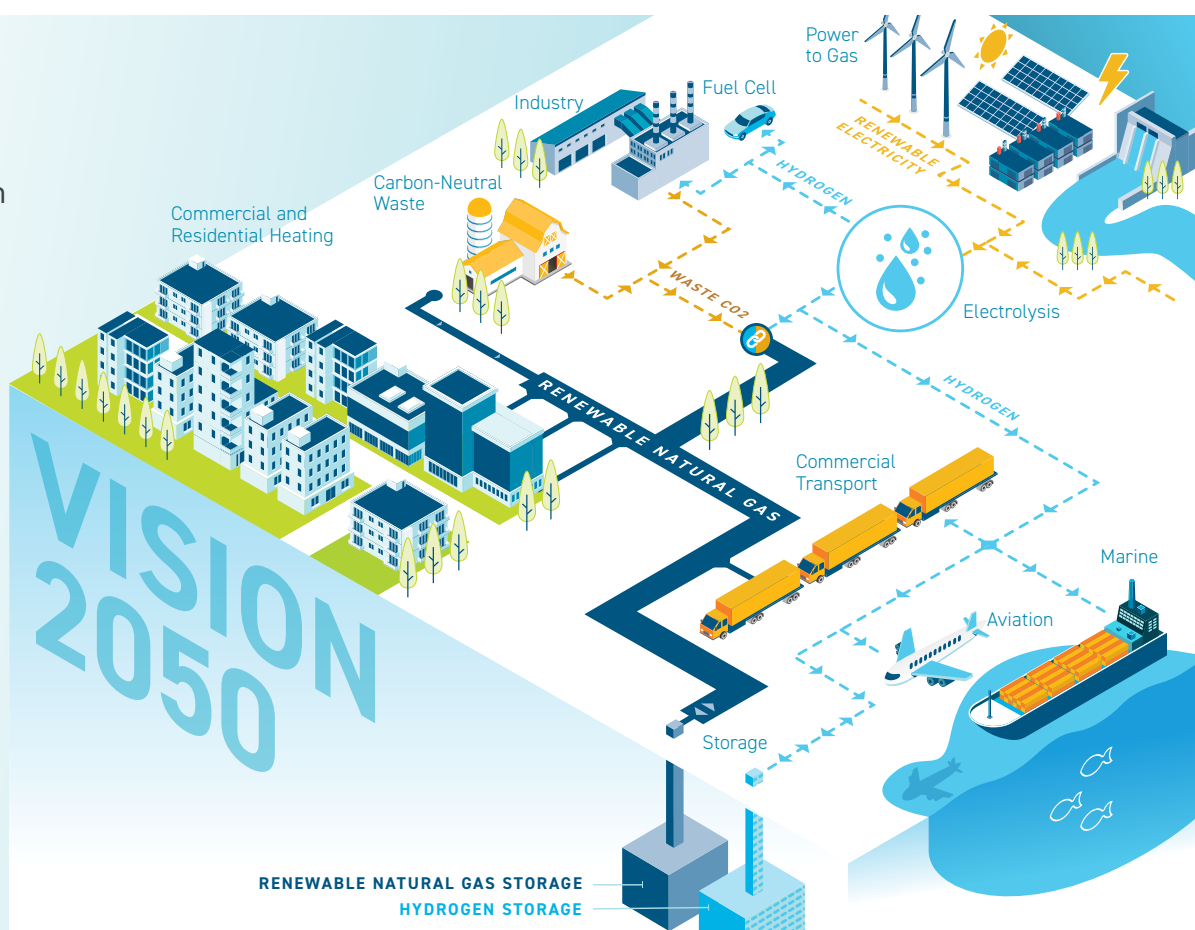 Power
to Gas
Fuel Cell
Industry
RENEWABLE
ELECTRICITY
HYDROGEN
Carbon-Neutral
Waste
Commercial and
Residential Heating
WASTE CO2
Electrolysis
HYDROGEN
RENEWABLE NATURAL GAS
Commercial
Transport
VISION
2050
Marine
Aviation
Storage
RENEWABLE NATURAL GAS STORAGE
HYDROGEN STORAGE